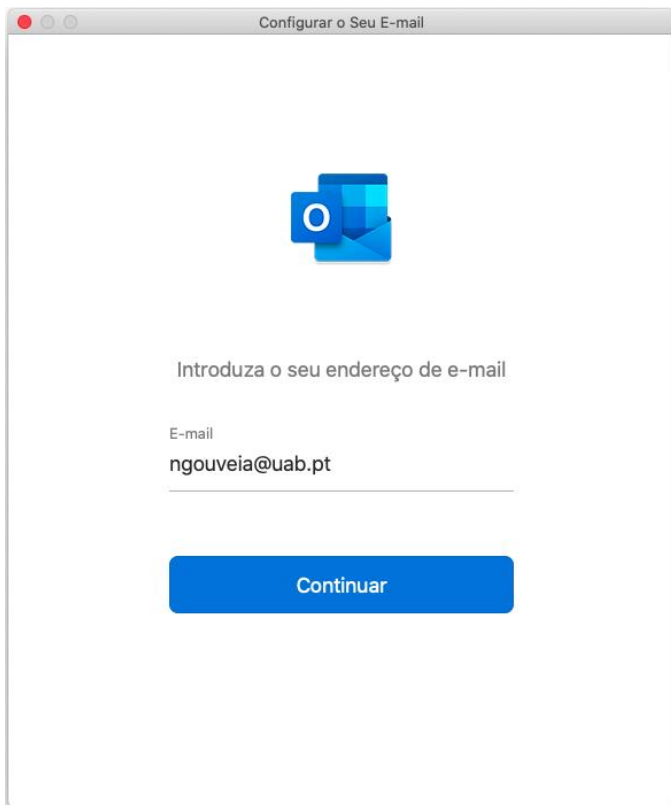 Configurar o Seu E-mail
O
Introduza o seu endereço de e-mail
E-mail
ngouveia@uab.pt
Continuar